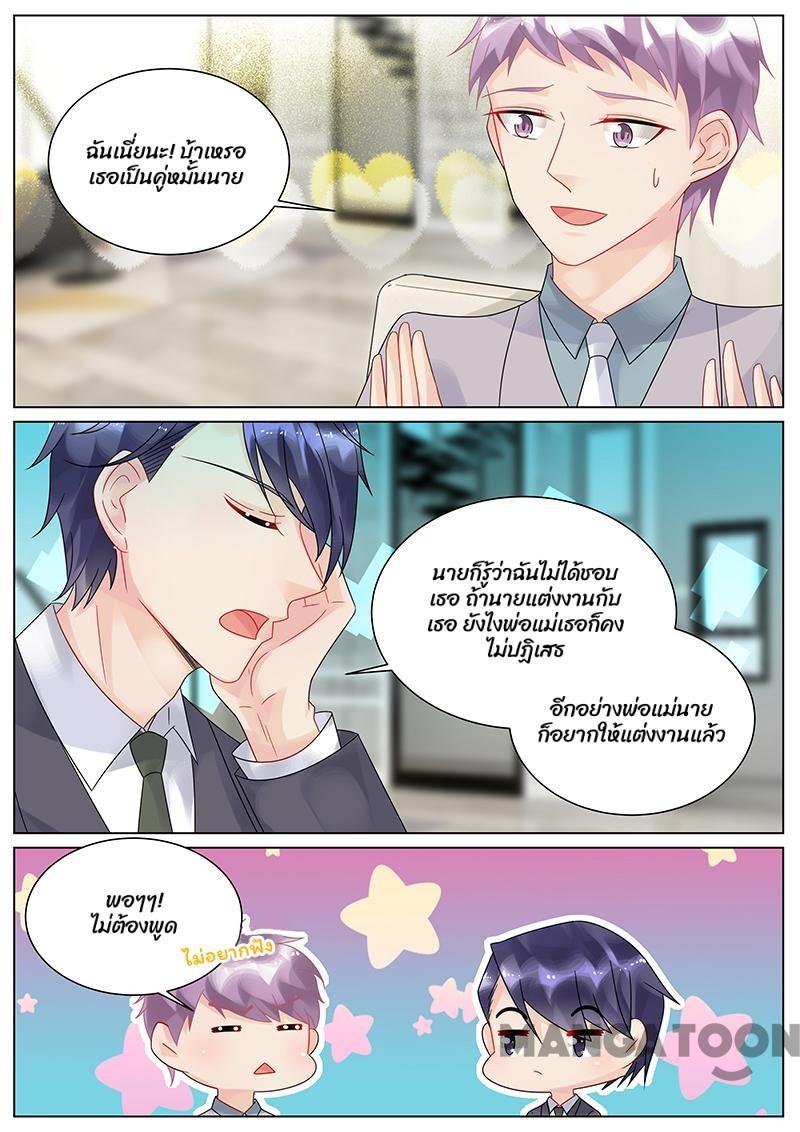 ฉันเนี่ยนะ! บ้าเหรอ
เธอเป็นคู่หมั้นนาย
นายก็รู้ว่าฉันไม่ได้ชอบ
เธอ ถ้านายแต่งงานกับ
เธอ ยังไงพ่อแม่เธอก็คง
ไม่ปฏิเสธ
อีกอย่างพ่อแม่นาย
ก็อยากให้แต่งงานแล้ว
พอๆๆ!
ไม่ต้องพูด
ไม่อยากฟัง
MANGATOON